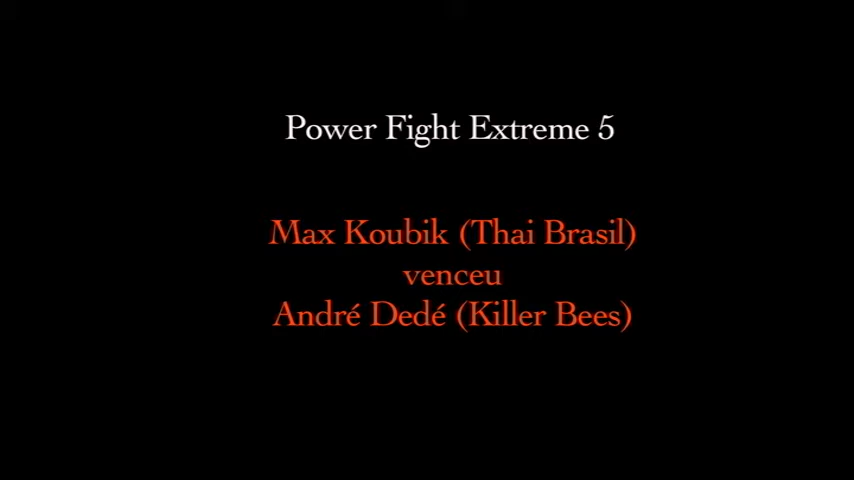 Power Fight Extreme 5
Max Koubik (Thai Brasil)
venceu
André Dedé (Killer Bees)